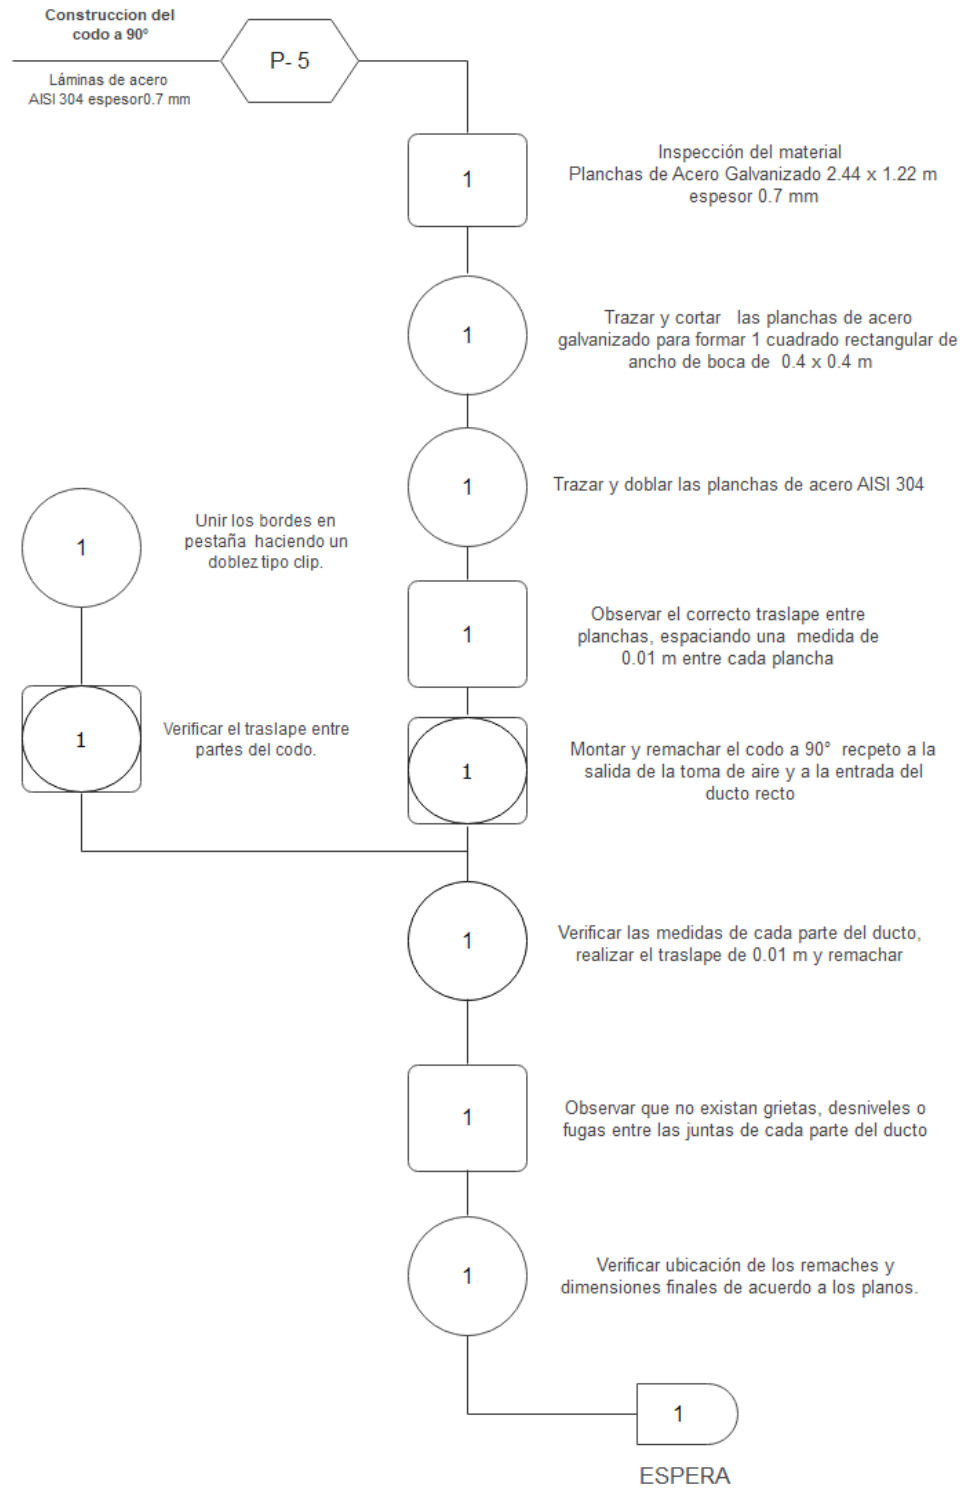 Construccion del
codo a 90°
P- 5
Láminas de acero
AISI 304 espesor0.7 mm
1
Inspección del material
Planchas de Acero Galvanizado 2.44 x 1.22 m
espesor 0.7 mm
1
Trazar y cortar las planchas de acero
galvanizado para formar 1 cuadrado rectangular de
ancho de boca de 0.4 x 0.4 m
1
Trazar y doblar las planchas de acero AISI 304
1
Unir los bordes en
pestaña haciendo un
doblez tipo clip.
1
Observar el correcto traslape entre
planchas, espaciando una medida de
0.01 m entre cada plancha
1
Verificar el traslape entre
partes del codo.
1
Montar y remachar el codo a 90° recpeto a la
salida de la toma de aire y a la entrada del
ducto recto
1
Verificar las medidas de cada parte del ducto,
realizar el traslape de 0.01 m y remachar
1
Observar que no existan grietas, desniveles o
fugas entre las juntas de cada parte del ducto
1
Verificar ubicación de los remaches y
dimensiones finales de acuerdo a los planos.
1
ESPERA